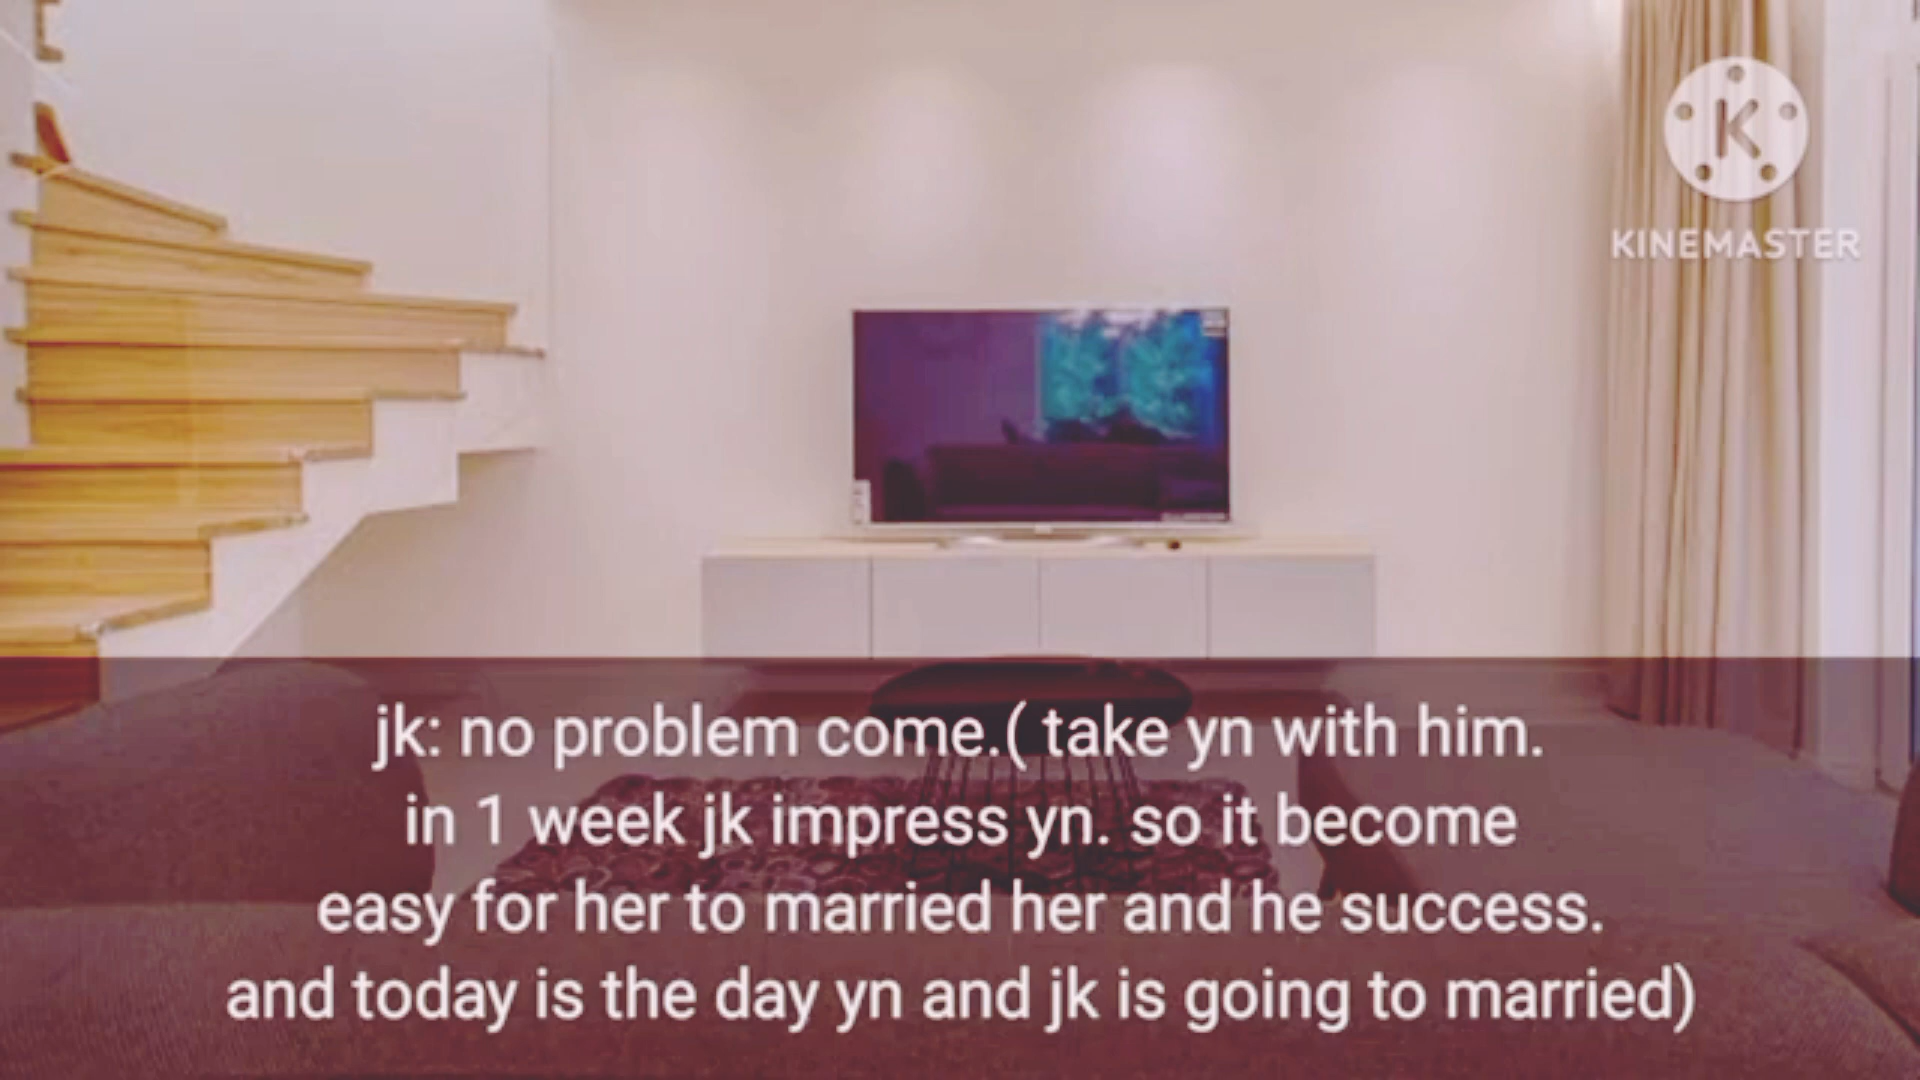 K
KINEMASTER
jk: no problem come.( take yn with him.
in 1 week jk impress yn. so it become
easy for her to married her and he success.
and today is the day yn and jk is going to married)